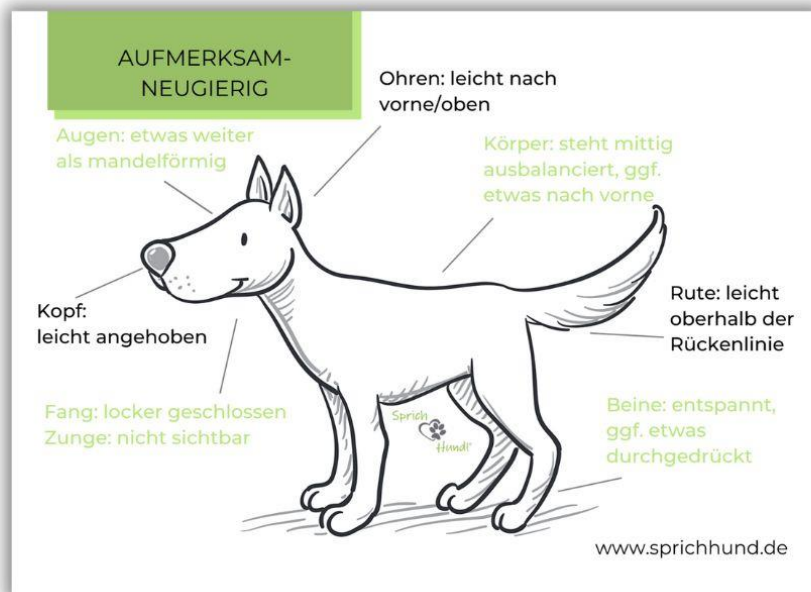 AUFMERKSAM-
NEUGIERIG
Ohren: leicht nach
vorne/oben
Augen: etwas weiter
als mandelförmig
Körper: steht mittig
ausbalanciert, ggf.
etwas nach vorne
Kopf:
leicht angehoben
Rute: leicht
oberhalb der
Rückenlinie
Fang: locker geschlossen
Zunge: nicht sichtbar
Sprich
Hund!
Beine: entspannt,
ggf. etwas
durchgedrückt
www.sprichhund.de